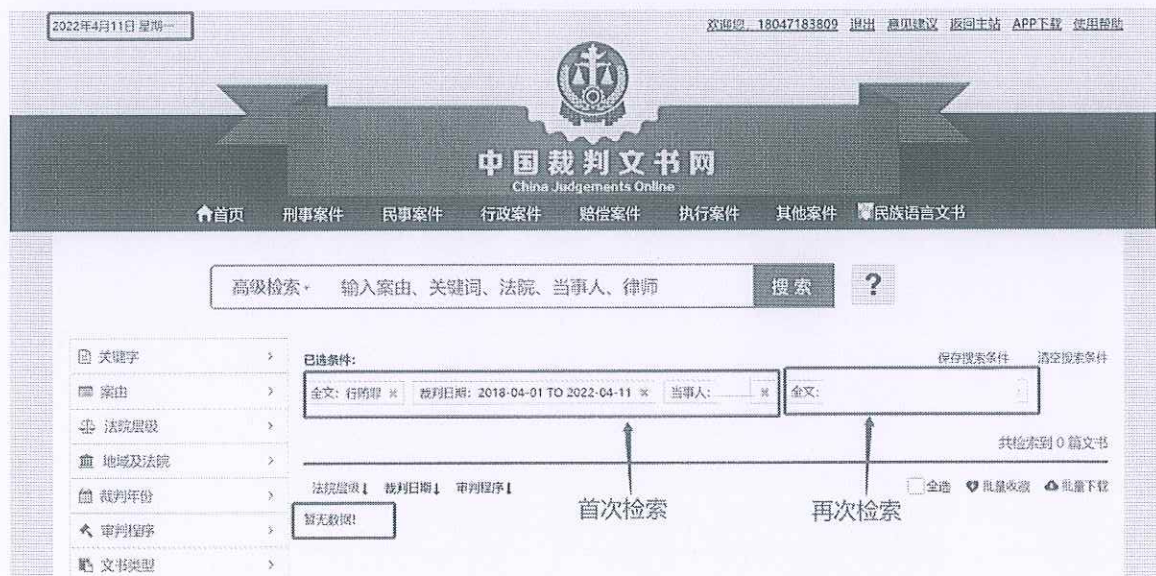 2022年4月11日 星期一
欢迎您，18047183809 退出 意见建议 返回主站 APP下载 使用帮助
中国裁判文书网
China Judgements Online
首页 刑事案件 民事案件 行政案件 赔偿案件 执行案件 其他案件 民族语言文书
高级检索 输入案由、关键词、法院、当事人、律师 搜索 ?
关键字
案由
法院层级
地域及法院
裁判年份
审判程序
文书类型
已选条件：
保存搜索条件 清空搜索条件
全文：行贿罪 × 裁判日期：2018-04-01 TO 2022-04-11 × 当事人： × 全文：
共检索到 0 篇文书
法院层级↓ 裁判日期↓ 审判程序↓
全选 批量收藏 批量下载
暂无数据!
首次检索 再次检索